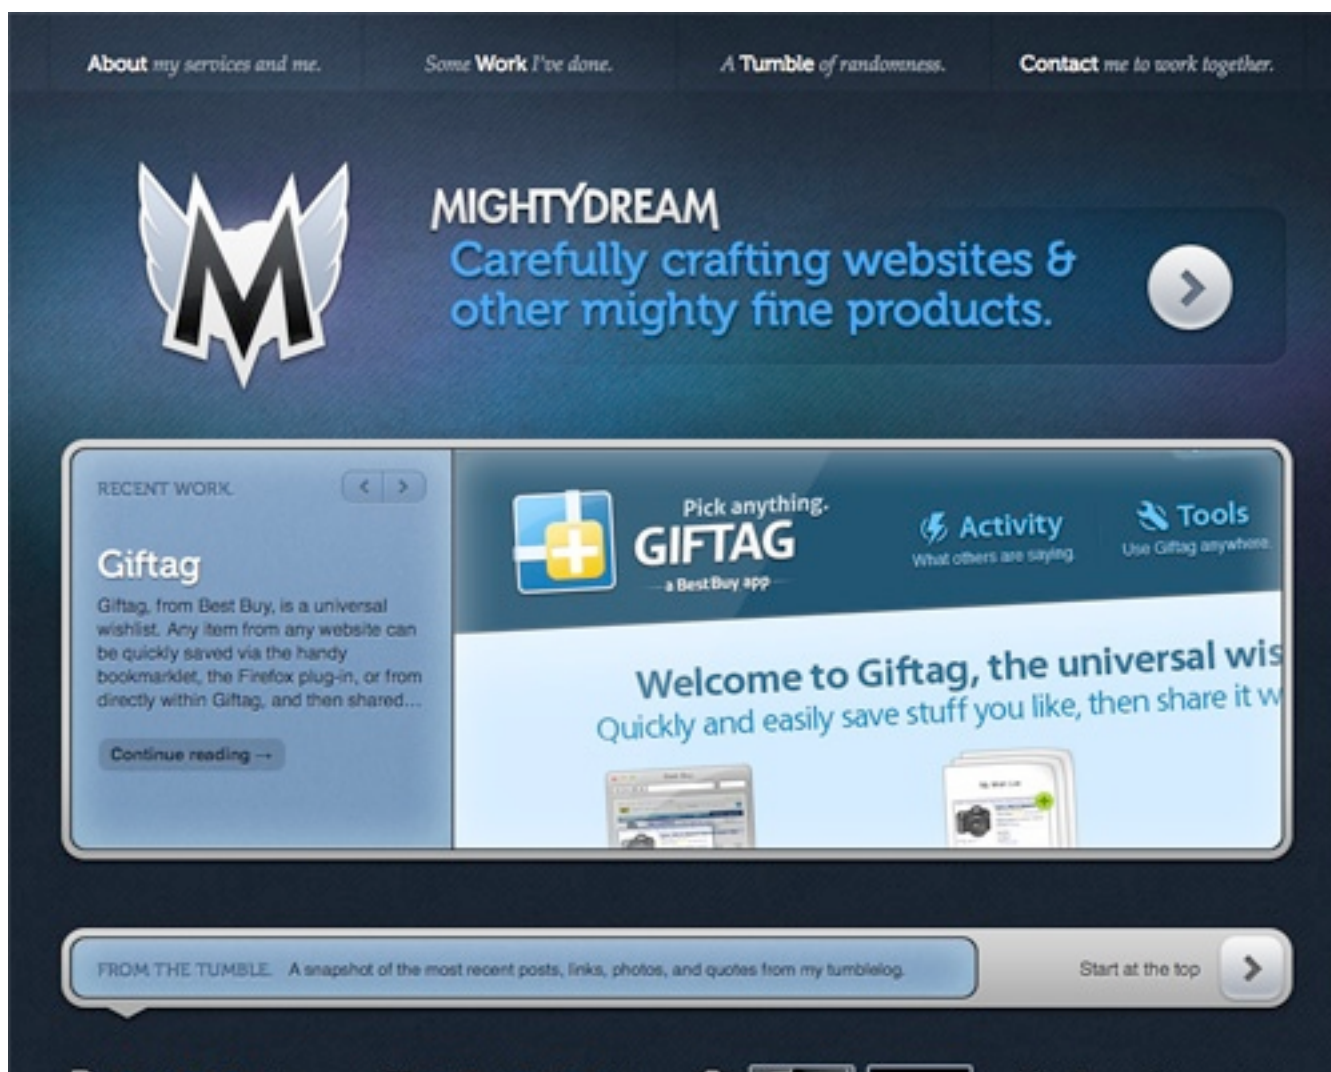 About my services and me.
Some Work I've done.
A Tumble of randomness.
Contact me to work together.
M
MIGHTYDREAM
Carefully crafting websites &
other mighty fine products.
RECENT WORK.
Giftag
Giftag, from Best Buy, is a universal
wishlist. Any item from any website can
be quickly saved via the handy
bookmarklet, the Firefox plug-in, or from
directly within Giftag, and then shared...
Continue reading →
Pick anything.
GIFTAG
a Best Buy app
Activity
What others are saying.
Tools
Use Giftag anywhere.
Welcome to Giftag, the universal wis
Quickly and easily save stuff you like, then share it w
Best Buy
My Wish List
FROM THE TUMBLE. A snapshot of the most recent posts, links, photos, and quotes from my tumblelog.
Start at the top